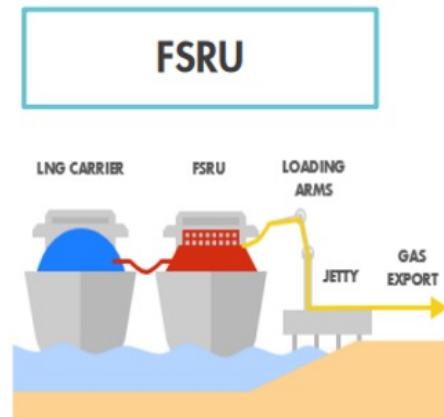 FSRU
LNG CARRIER
FSRU
LOADING
ARMS
JETTY
GAS
EXPORT